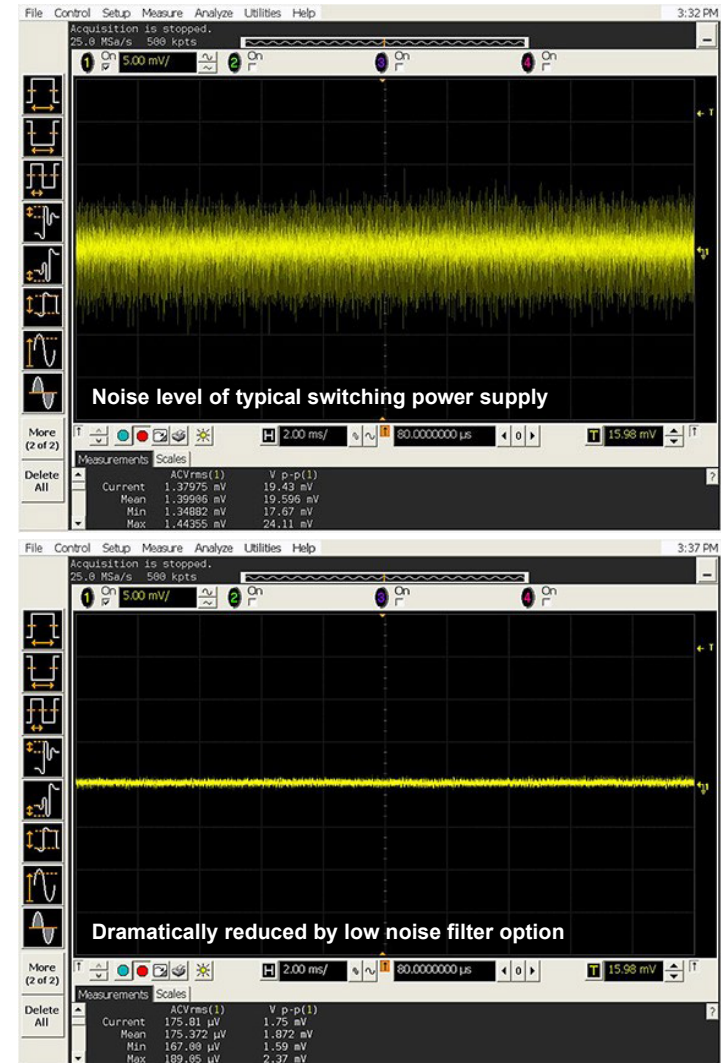 File Control Setup Measure Analyze Utilities Help 3:32 PM
Acquisition is stopped.
25.0 MSa/s 500 kpts
1 On 5.00 mV/ 2 On 3 On 4 On
T
1
Noise level of typical switching power supply
More
(2 of 2)
Delete
All
H 2.00 ms/ 80.0000000 µs 0 T 15.98 mV
Measurements Scales
ACVrms(1) V p-p(1)
Current 1.37975 mV 19.43 mV
Mean 1.39906 mV 19.596 mV
Min 1.34882 mV 17.67 mV
Max 1.44355 mV 24.11 mV
?
File Control Setup Measure Analyze Utilities Help 3:37 PM
Acquisition is stopped.
25.0 MSa/s 500 kpts
1 On 5.00 mV/ 2 On 3 On 4 On
T
1
Dramatically reduced by low noise filter option
More
(2 of 2)
Delete
All
H 2.00 ms/ 80.0000000 µs 0 T 15.98 mV
Measurements Scales
ACVrms(1) V p-p(1)
Current 175.81 µV 1.75 mV
Mean 175.372 µV 1.872 mV
Min 167.00 µV 1.59 mV
Max 189.05 µV 2.37 mV
?